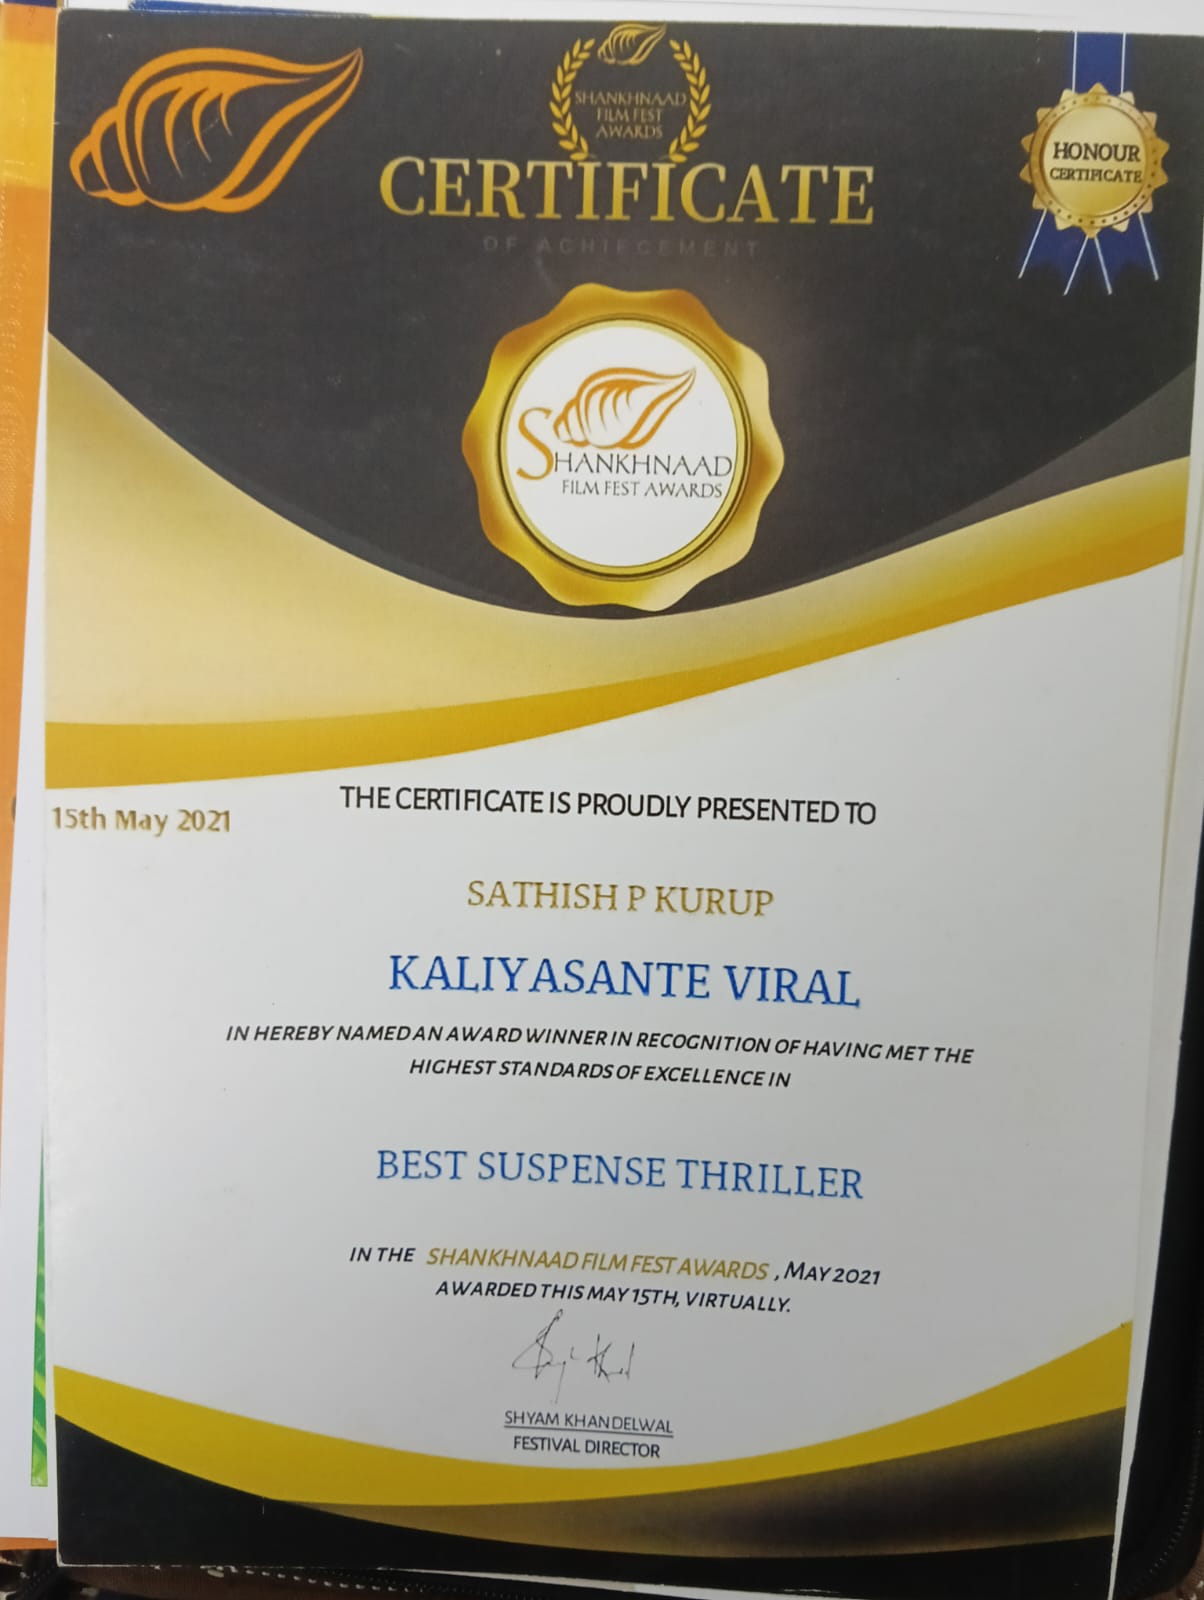 SHANKHNAAD
FILM FEST
AWARDS
CERTIFICATE
OF ACHIECEMENT
HONOUR
CERTIFICATE
SHANKHNAAD
FILM FEST AWARDS
THE CERTIFICATE IS PROUDLY PRESENTED TO
15th May 2021
SATHISH P KURUP
KALIYASANTE VIRAL
IN HEREBY NAMED AN AWARD WINNER IN RECOGNITION OF HAVING MET THE
HIGHEST STANDARDS OF EXCELLENCE IN
BEST SUSPENSE THRILLER
IN THE SHANKHNAAD FILM FEST AWARDS , MAY 2021
AWARDED THIS MAY 15TH, VIRTUALLY.
SHYAM KHANDELWAL
FESTIVAL DIRECTOR